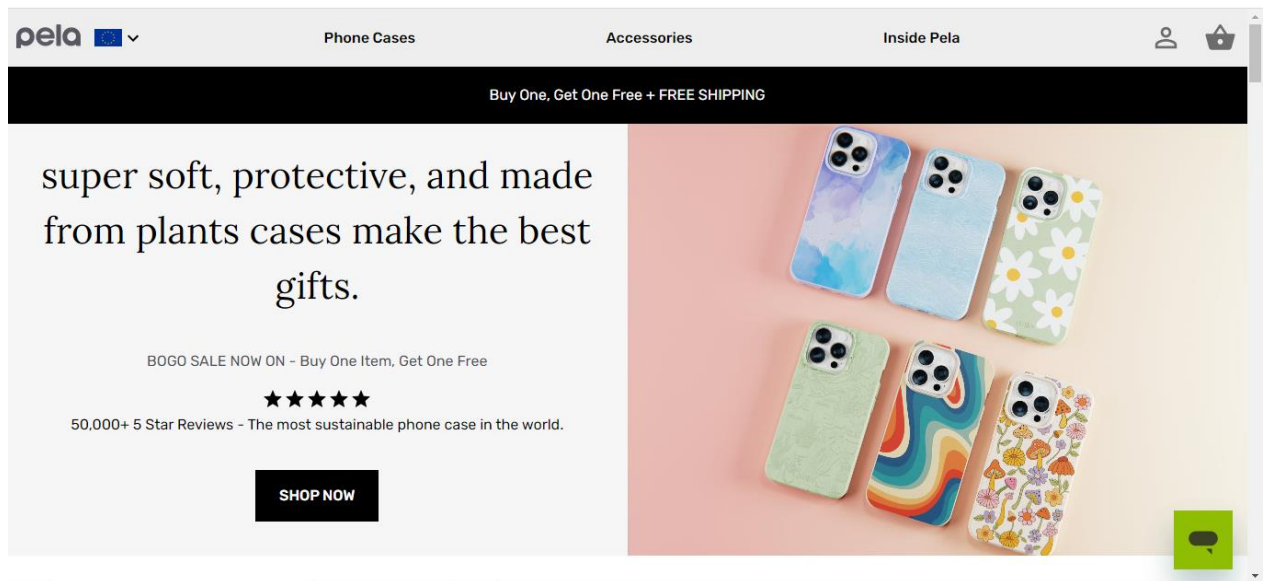 pela
Phone Cases
Accessories
Inside Pela
Buy One, Get One Free + FREE SHIPPING
super soft, protective, and made
from plants cases make the best
gifts.
BOGO SALE NOW ON - Buy One Item, Get One Free
50,000+ 5 Star Reviews - The most sustainable phone case in the world.
SHOP NOW